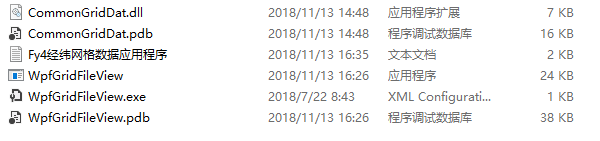 CommonGridDat.dll 2018/11/13 14:48 应用程序扩展 7 KB
CommonGridDat.pdb 2018/11/13 14:48 程序调试数据库 16 KB
Fy4经纬网格数据应用程序 2018/11/13 16:35 文本文档 2 KB
WpfGridFileView 2018/11/13 16:26 应用程序 24 KB
WpfGridFileView.exe 2018/7/22 8:43 XML Configurati... 1 KB
WpfGridFileView.pdb 2018/11/13 16:26 程序调试数据库 38 KB